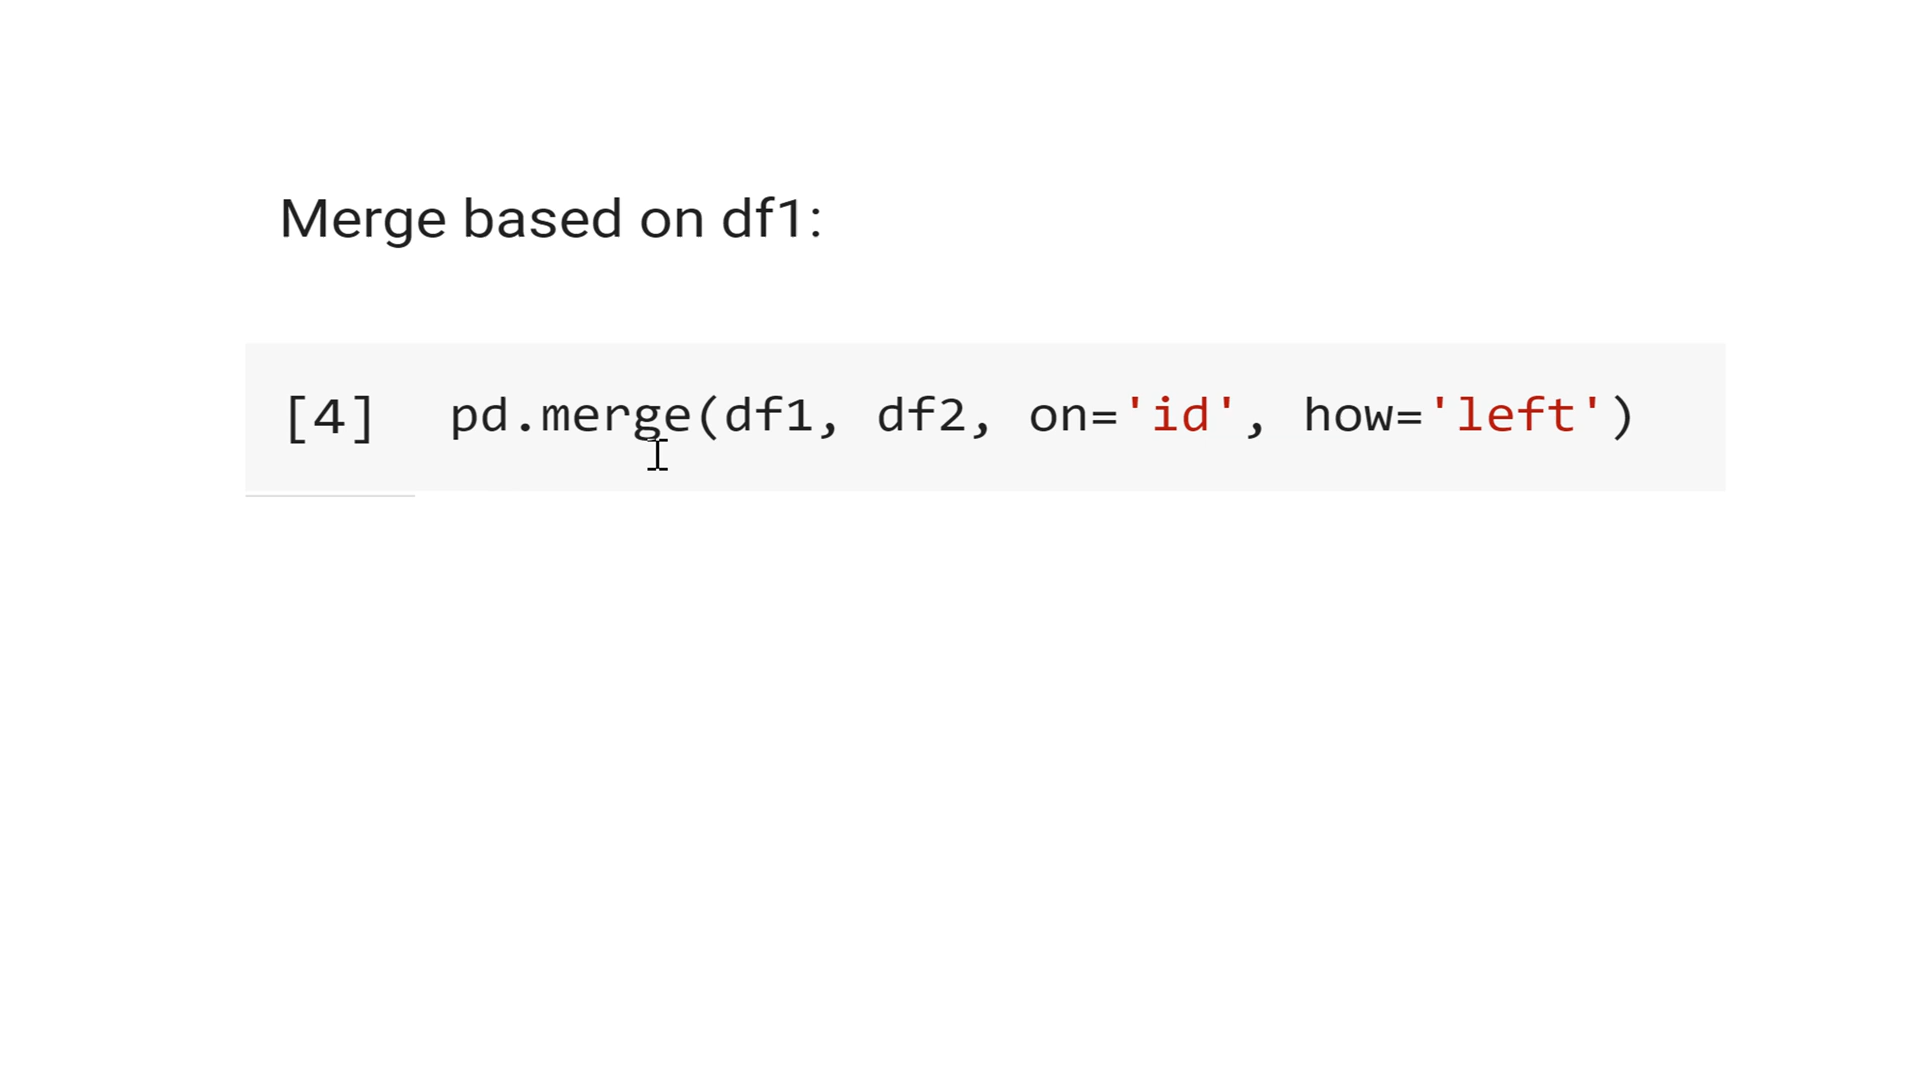 Merge based on df1:
[4] pd.merge(df1, df2, on='id', how='left')